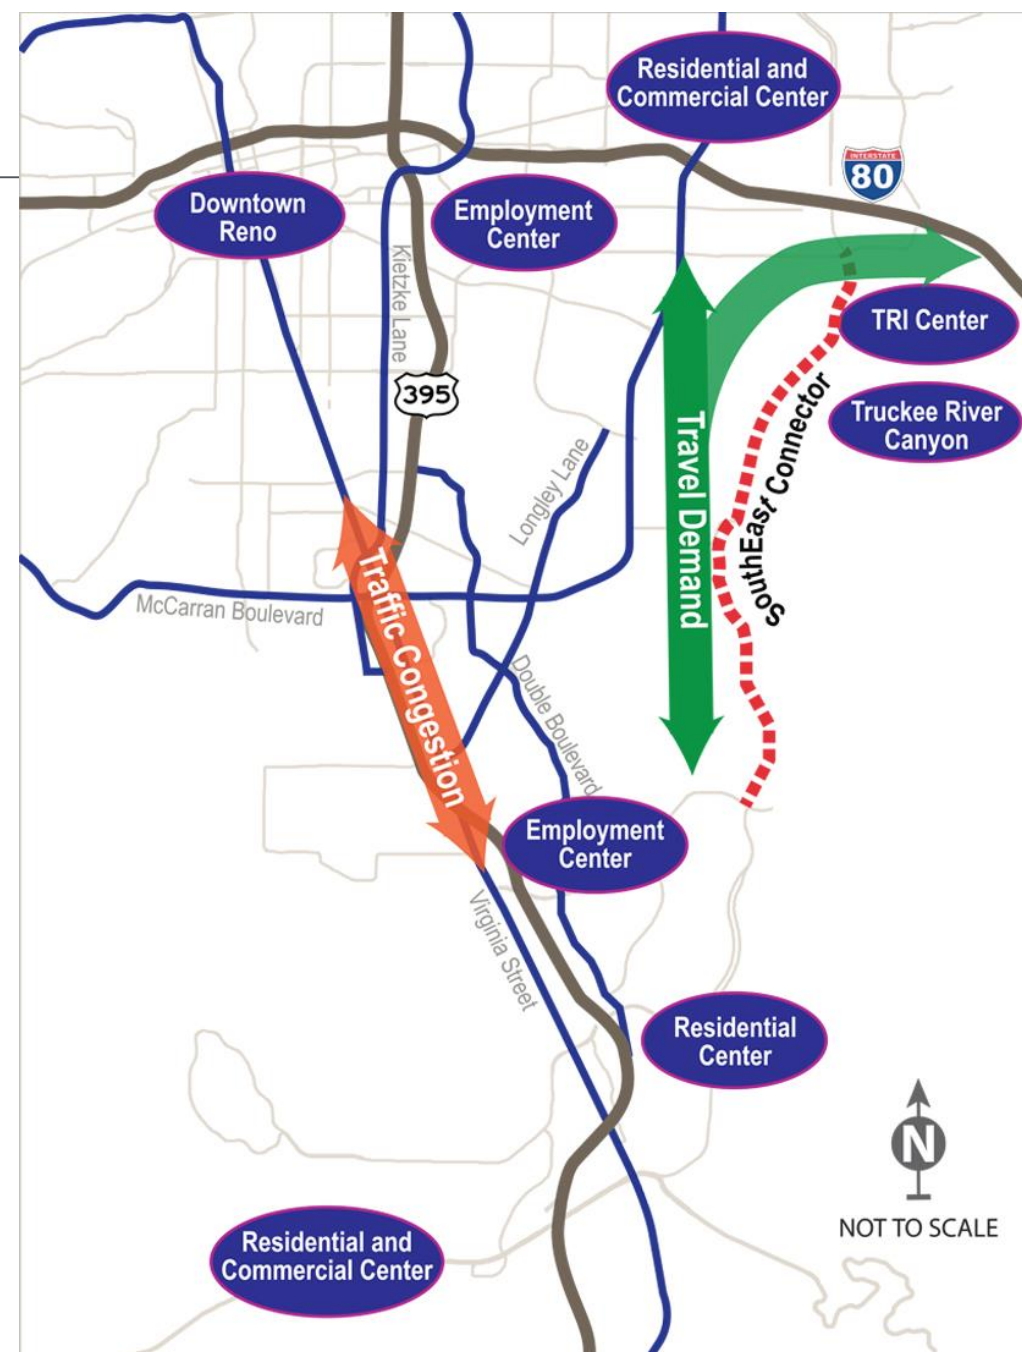 Residential and
Commercial Center
INTERSTATE
80
Downtown
Reno
Employment
Center
Kietzke Lane
TRI Center
395
Truckee River
Canyon
SouthEast Connector
Travel Demand
Longley Lane
Traffic Congestion
McCarran Boulevard
Double Boulevard
Employment
Center
Virginia Street
Residential
Center
N
NOT TO SCALE
Residential and
Commercial Center